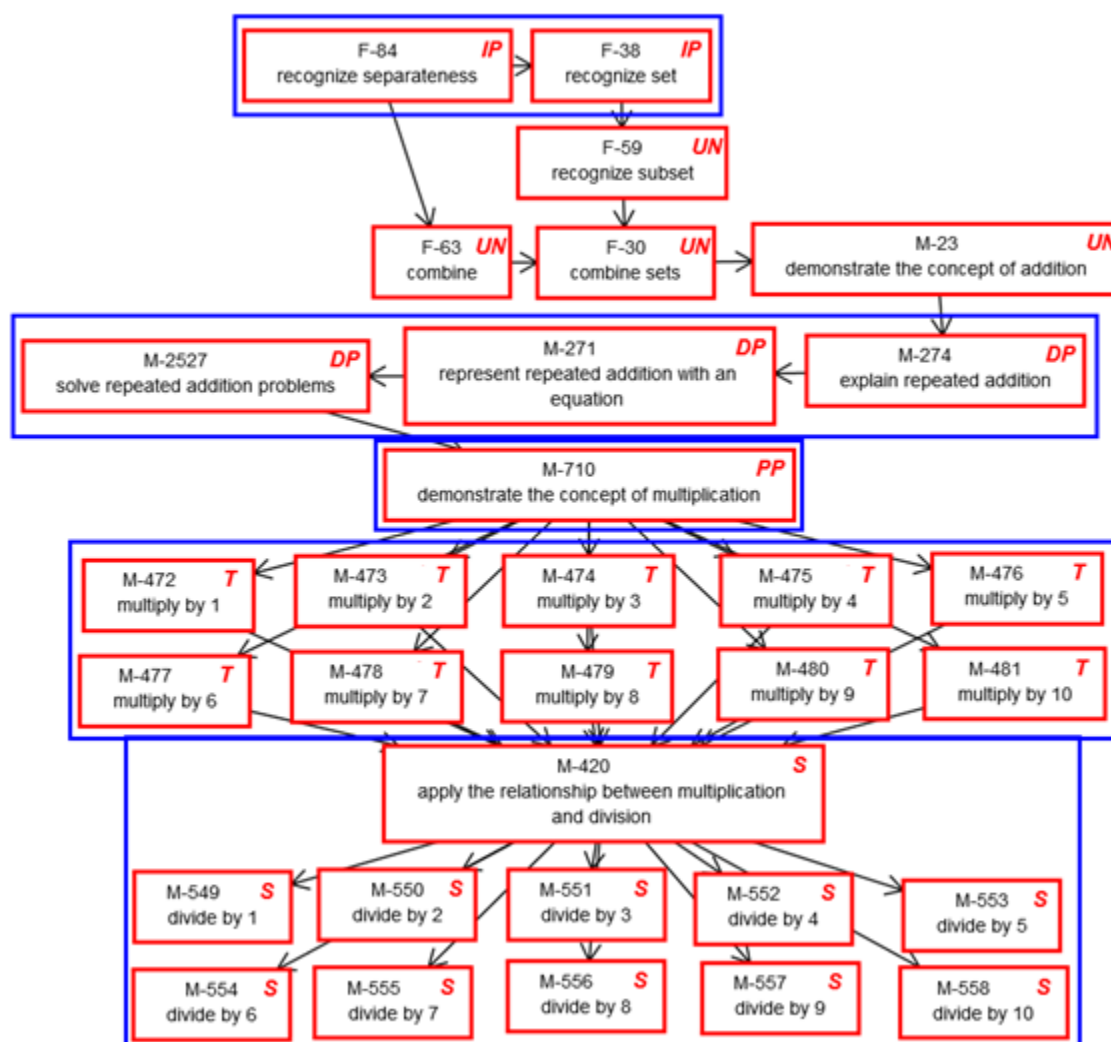 F-84 IP
recognize separateness
F-38 IP
recognize set
F-59 UN
recognize subset
F-63 UN
combine
F-30 UN
combine sets
M-23 UN
demonstrate the concept of addition
M-2527 DP
solve repeated addition problems
M-271 DP
represent repeated addition with an
equation
M-274 DP
explain repeated addition
M-710 PP
demonstrate the concept of multiplication
M-472 T
multiply by 1
M-473 T
multiply by 2
M-474 T
multiply by 3
M-475 T
multiply by 4
M-476 T
multiply by 5
M-477 T
multiply by 6
M-478 T
multiply by 7
M-479 T
multiply by 8
M-480 T
multiply by 9
M-481 T
multiply by 10
M-420 S
apply the relationship between multiplication
and division
M-549 S
divide by 1
M-550 S
divide by 2
M-551 S
divide by 3
M-552 S
divide by 4
M-553 S
divide by 5
M-554 S
divide by 6
M-555 S
divide by 7
M-556 S
divide by 8
M-557 S
divide by 9
M-558 S
divide by 10